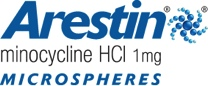 Arestin®
minocycline HCl 1mg
MICROSPHERES